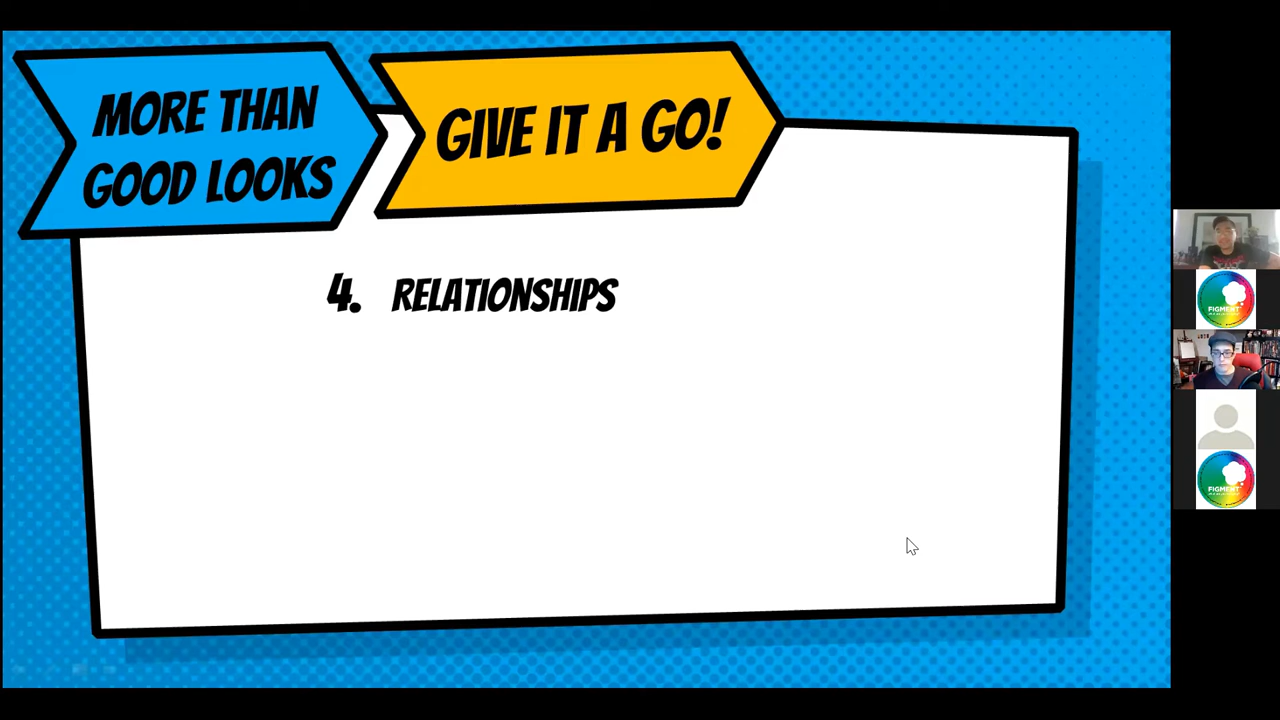 MORE THAN
GOOD LOOKS
GIVE IT A GO!
4. RELATIONSHIPS
FIGMENT
FIGMENT